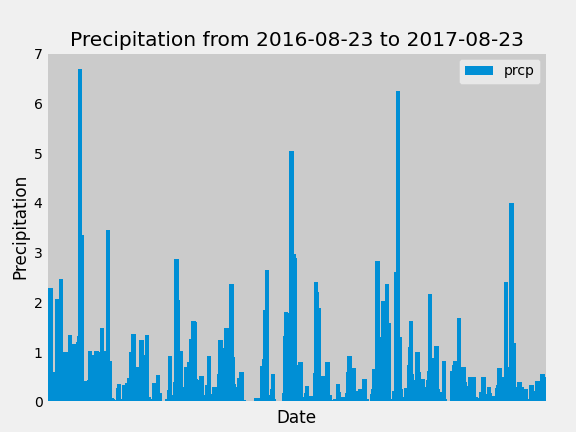 Precipitation from 2016-08-23 to 2017-08-23
prcp
7
6
5
4
3
2
1
0
Precipitation
Date